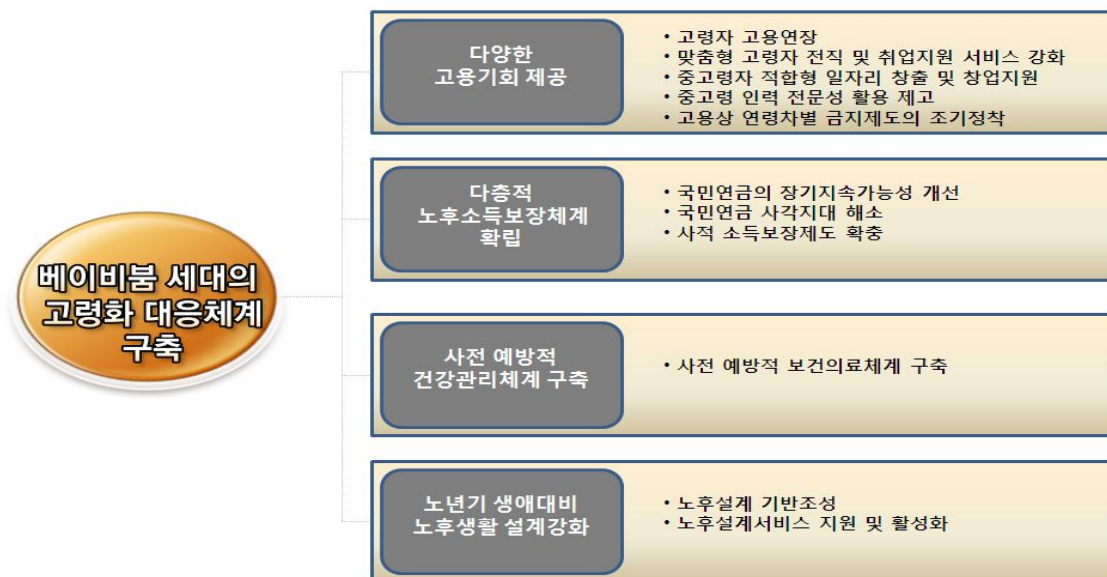 베이비붐 세대의
고령화 대응체계
구축
다양한
고용기회 제공
• 고령자 고용연장
• 맞춤형 고령자 전직 및 취업지원 서비스 강화
• 중고령자 적합형 일자리 창출 및 창업지원
• 중고령 인력 전문성 활용 제고
• 고용상 연령차별 금지제도의 조기정착
다층적
노후소득보장체계
확립
• 국민연금의 장기지속가능성 개선
• 국민연금 사각지대 해소
• 사적 소득보장제도 확충
사전 예방적
건강관리체계 구축
• 사전 예방적 보건의료체계 구축
노년기 생애대비
노후생활 설계강화
• 노후설계 기반조성
• 노후설계서비스 지원 및 활성화